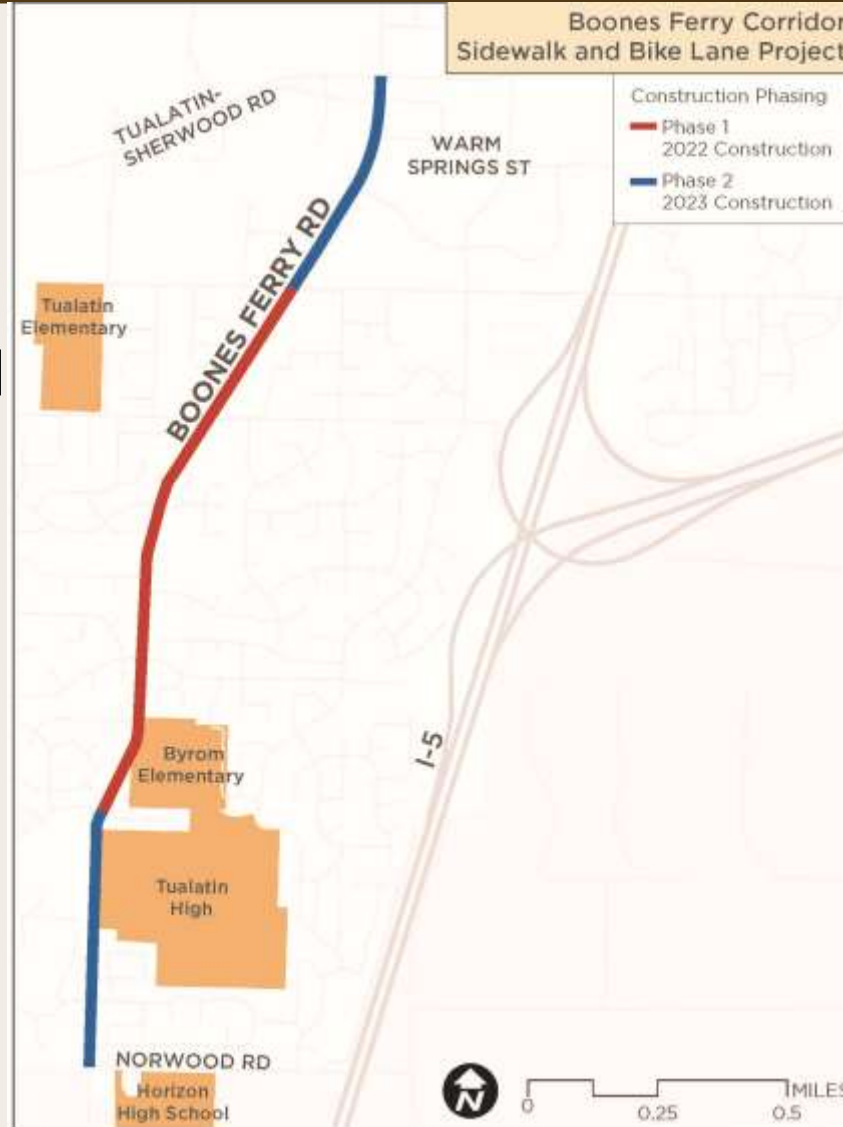 Boones Ferry Corridor
Sidewalk and Bike Lane Project
Construction Phasing
Phase 1
2022 Construction
Phase 2
2023 Construction
TUALATIN-
SHERWOOD RD
WARM
SPRINGS ST
BOONES FERRY RD
Tualatin
Elementary
I-5
Byrom
Elementary
Tualatin
High
NORWOOD RD
Horizon
High School
N
MILES
0
0.25
0.5